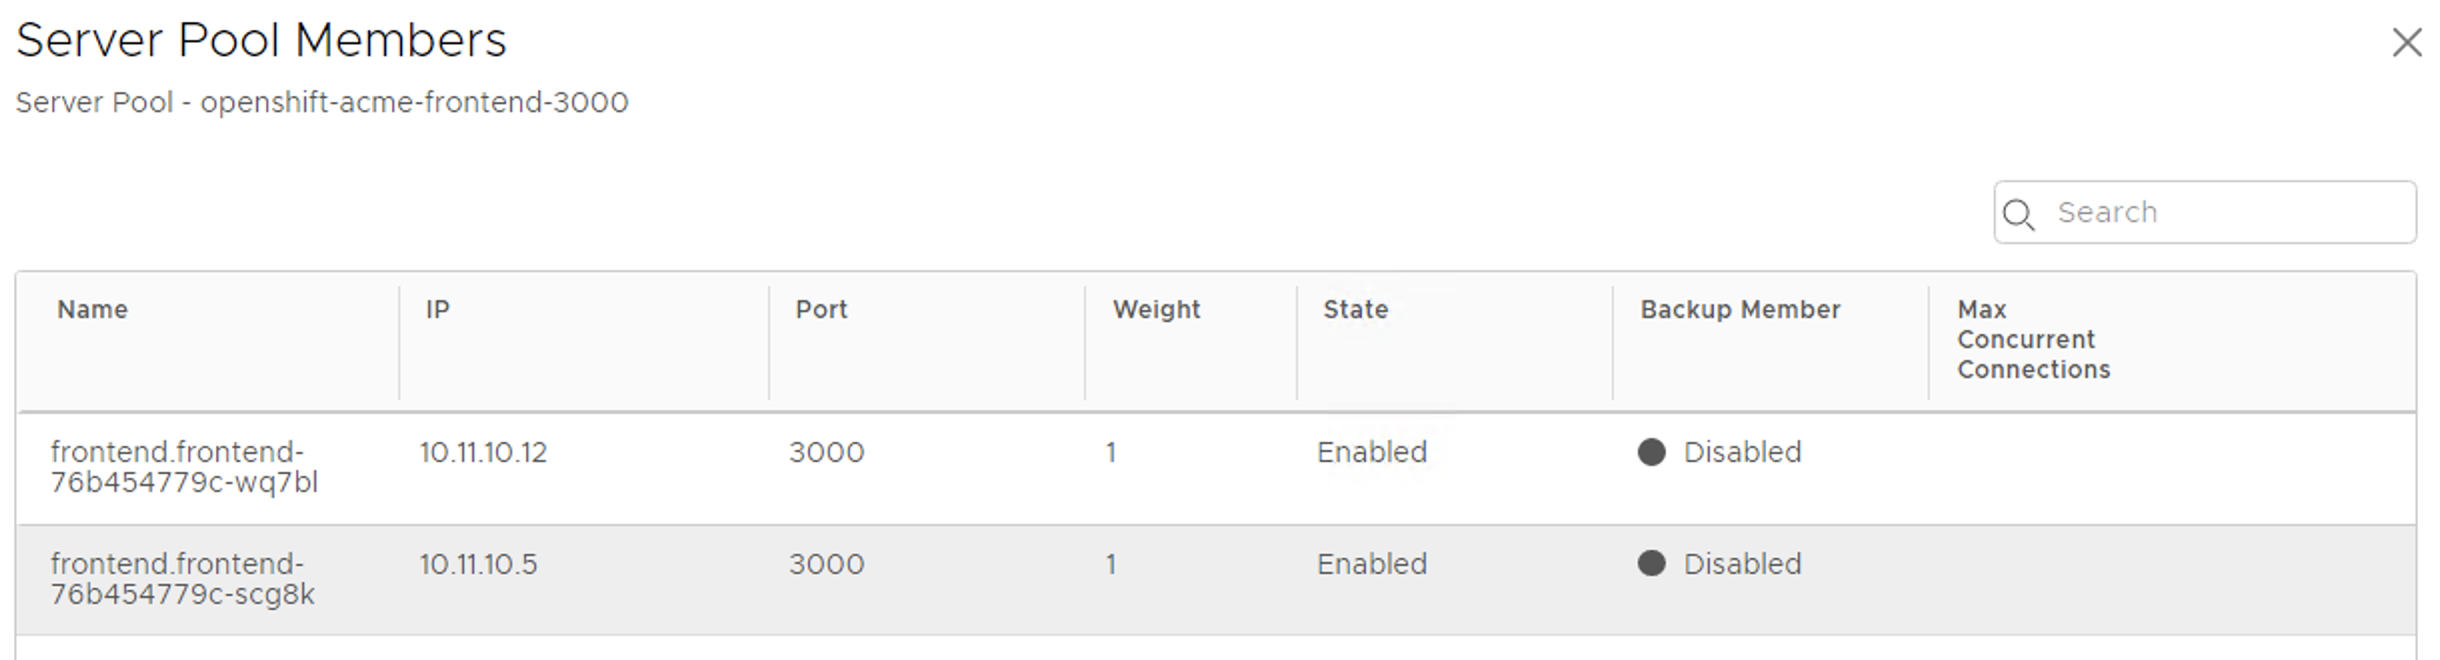 Server Pool Members
Server Pool - openshift-acme-frontend-3000
Search
Name IP Port Weight State Backup Member Max
Concurrent
Connections
frontend.frontend- 10.11.10.12 3000 1 Enabled Disabled
76b454779c-wq7bl
frontend.frontend- 10.11.10.5 3000 1 Enabled Disabled
76b454779c-scg8k